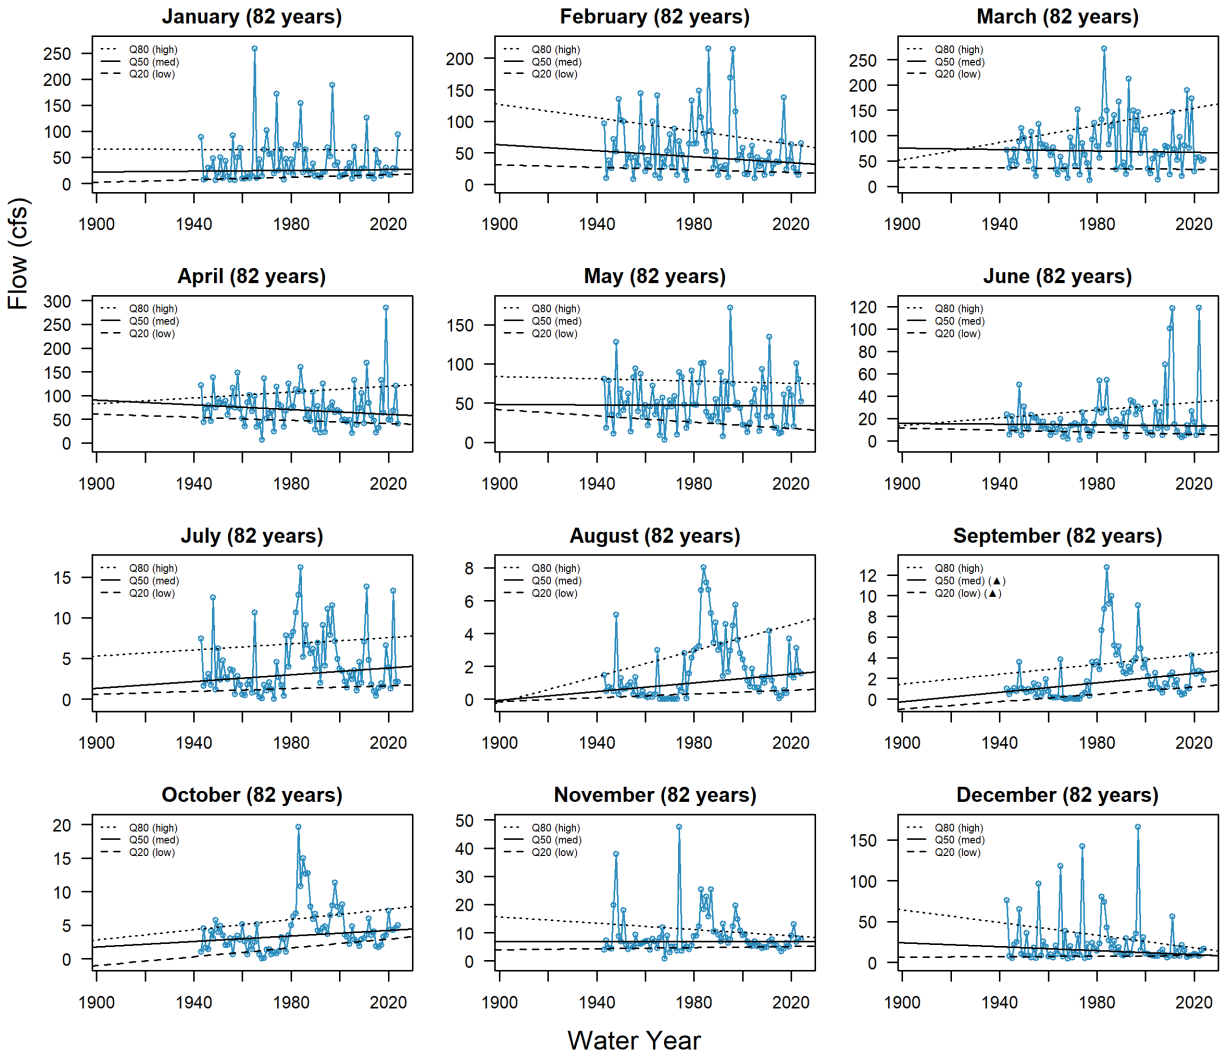 January (82 years)
February (82 years)
March (82 years)
Q80 (high)
Q50 (med)
Q20 (low)
250
200
150
100
50
0
1900
1940
1980
2020
Q80 (high)
Q50 (med)
Q20 (low)
200
150
100
50
0
1900
1940
1980
2020
Q80 (high)
Q50 (med)
Q20 (low)
250
200
150
100
50
0
1900
1940
1980
2020
Flow (cfs)
April (82 years)
May (82 years)
June (82 years)
Q80 (high)
Q50 (med)
Q20 (low)
300
250
200
150
100
50
0
1900
1940
1980
2020
Q80 (high)
Q50 (med)
Q20 (low)
150
100
50
0
1900
1940
1980
2020
Q80 (high)
Q50 (med)
Q20 (low)
120
100
80
60
40
20
0
1900
1940
1980
2020
July (82 years)
August (82 years)
September (82 years)
Q80 (high)
Q50 (med)
Q20 (low)
15
10
5
0
1900
1940
1980
2020
Q80 (high)
Q50 (med)
Q20 (low)
8
6
4
2
0
1900
1940
1980
2020
Q80 (high)
Q50 (med) (▲)
Q20 (low) (▲)
12
10
8
6
4
2
0
1900
1940
1980
2020
October (82 years)
November (82 years)
December (82 years)
Q80 (high)
Q50 (med)
Q20 (low)
20
15
10
5
0
1900
1940
1980
2020
Q80 (high)
Q50 (med)
Q20 (low)
50
40
30
20
10
0
1900
1940
1980
2020
Q80 (high)
Q50 (med)
Q20 (low)
150
100
50
0
1900
1940
1980
2020
Water Year